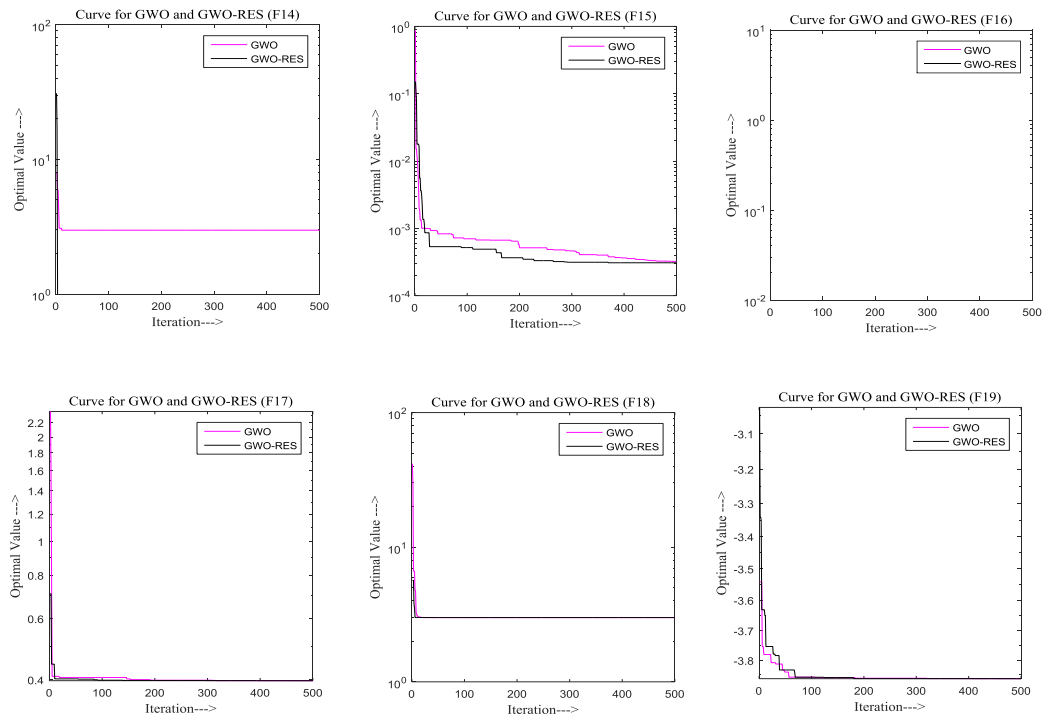 Curve for GWO and GWO-RES (F14)
10^2
10^1
10^0
Optimal Value --->
GWO
GWO-RES
0 100 200 300 400 500
Iteration--->
Curve for GWO and GWO-RES (F15)
10^0
10^-1
10^-2
10^-3
10^-4
Optimal Value --->
GWO
GWO-RES
0 100 200 300 400 500
Iteration--->
Curve for GWO and GWO-RES (F16)
10^1
10^0
10^-1
10^-2
Optimal Value --->
GWO
GWO-RES
0 100 200 300 400 500
Iteration--->
Curve for GWO and GWO-RES (F17)
2.2
2
1.8
1.6
1.4
1.2
1
0.8
0.6
0.4
Optimal Value --->
GWO
GWO-RES
0 100 200 300 400 500
Iteration--->
Curve for GWO and GWO-RES (F18)
10^2
10^1
10^0
Optimal Value --->
GWO
GWO-RES
0 100 200 300 400 500
Iteration--->
Curve for GWO and GWO-RES (F19)
-3.1
-3.2
-3.3
-3.4
-3.5
-3.6
-3.7
-3.8
Optimal Value --->
GWO
GWO-RES
0 100 200 300 400 500
Iteration--->